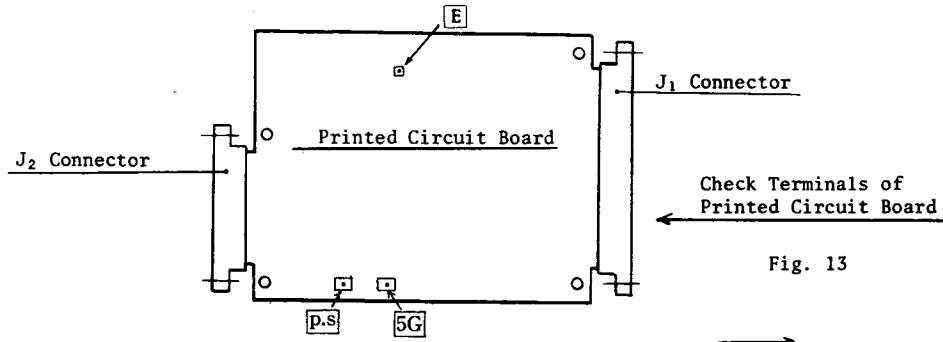 E
J₁ Connector
Printed Circuit Board
J₂ Connector
Check Terminals of
Printed Circuit Board
Fig. 13
p.s
5G